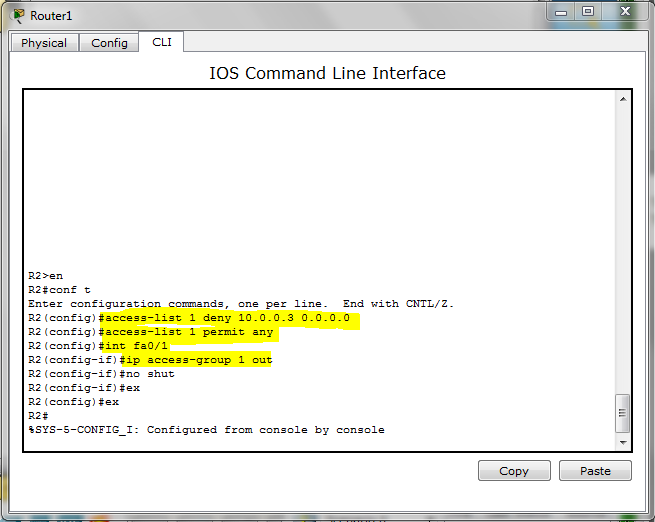 Router1
Physical Config CLI
IOS Command Line Interface
R2>en
R2#conf t
Enter configuration commands, one per line.  End with CNTL/Z.
R2(config)#access-list 1 deny 10.0.0.3 0.0.0.0
R2(config)#access-list 1 permit any
R2(config)#int fa0/1
R2(config-if)#ip access-group 1 out
R2(config-if)#no shut
R2(config-if)#ex
R2(config)#ex
R2#
%SYS-5-CONFIG_I: Configured from console by console
Copy Paste